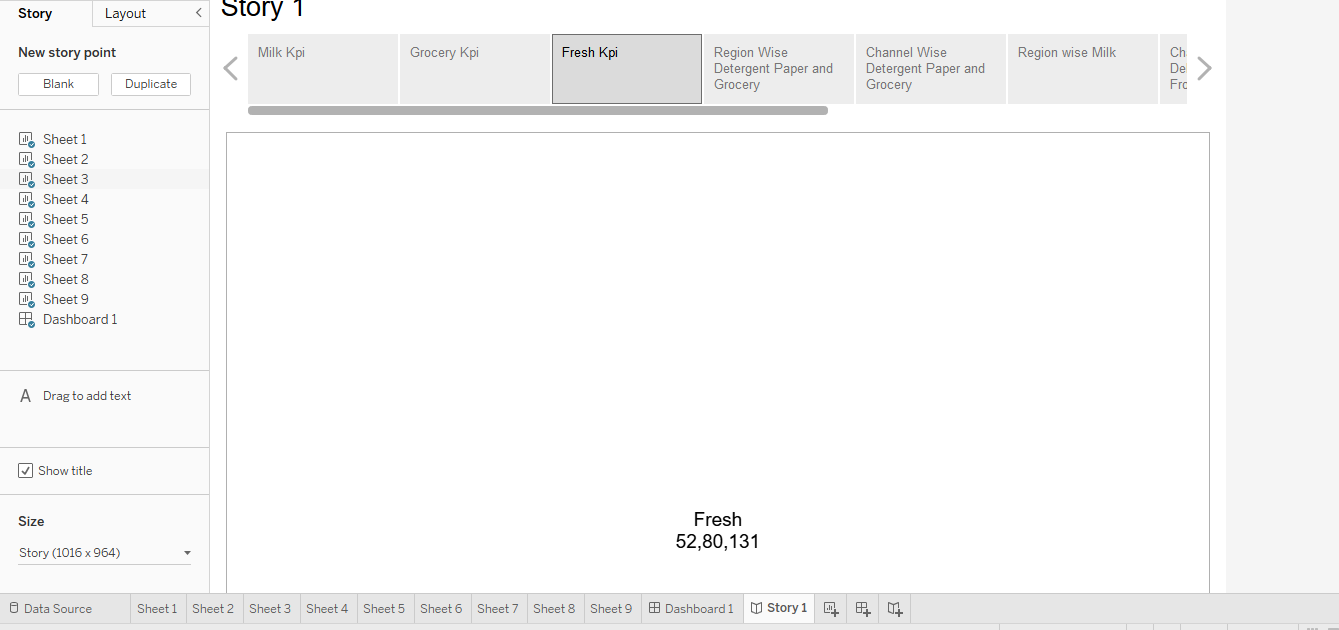 Story
Layout
New story point
Blank
Duplicate
Sheet 1
Sheet 2
Sheet 3
Sheet 4
Sheet 5
Sheet 6
Sheet 7
Sheet 8
Sheet 9
Dashboard 1
A Drag to add text
Show title
Size
Story (1016 x 964)
Story 1
Milk Kpi
Grocery Kpi
Fresh Kpi
Region Wise
Detergent Paper and
Grocery
Channel Wise
Detergent Paper and
Grocery
Region wise Milk
Fresh
52,80,131
Data Source Sheet 1 Sheet 2 Sheet 3 Sheet 4 Sheet 5 Sheet 6 Sheet 7 Sheet 8 Sheet 9 Dashboard 1 Story 1